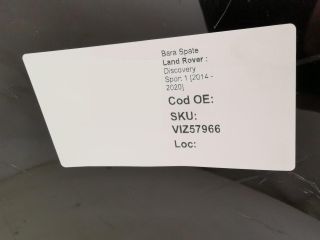 Bara Spate
Land Rover :
Discovery
Sport 1 [2014 -
2020]
Cod OE:
SKU:
VIZ57966
Loc: